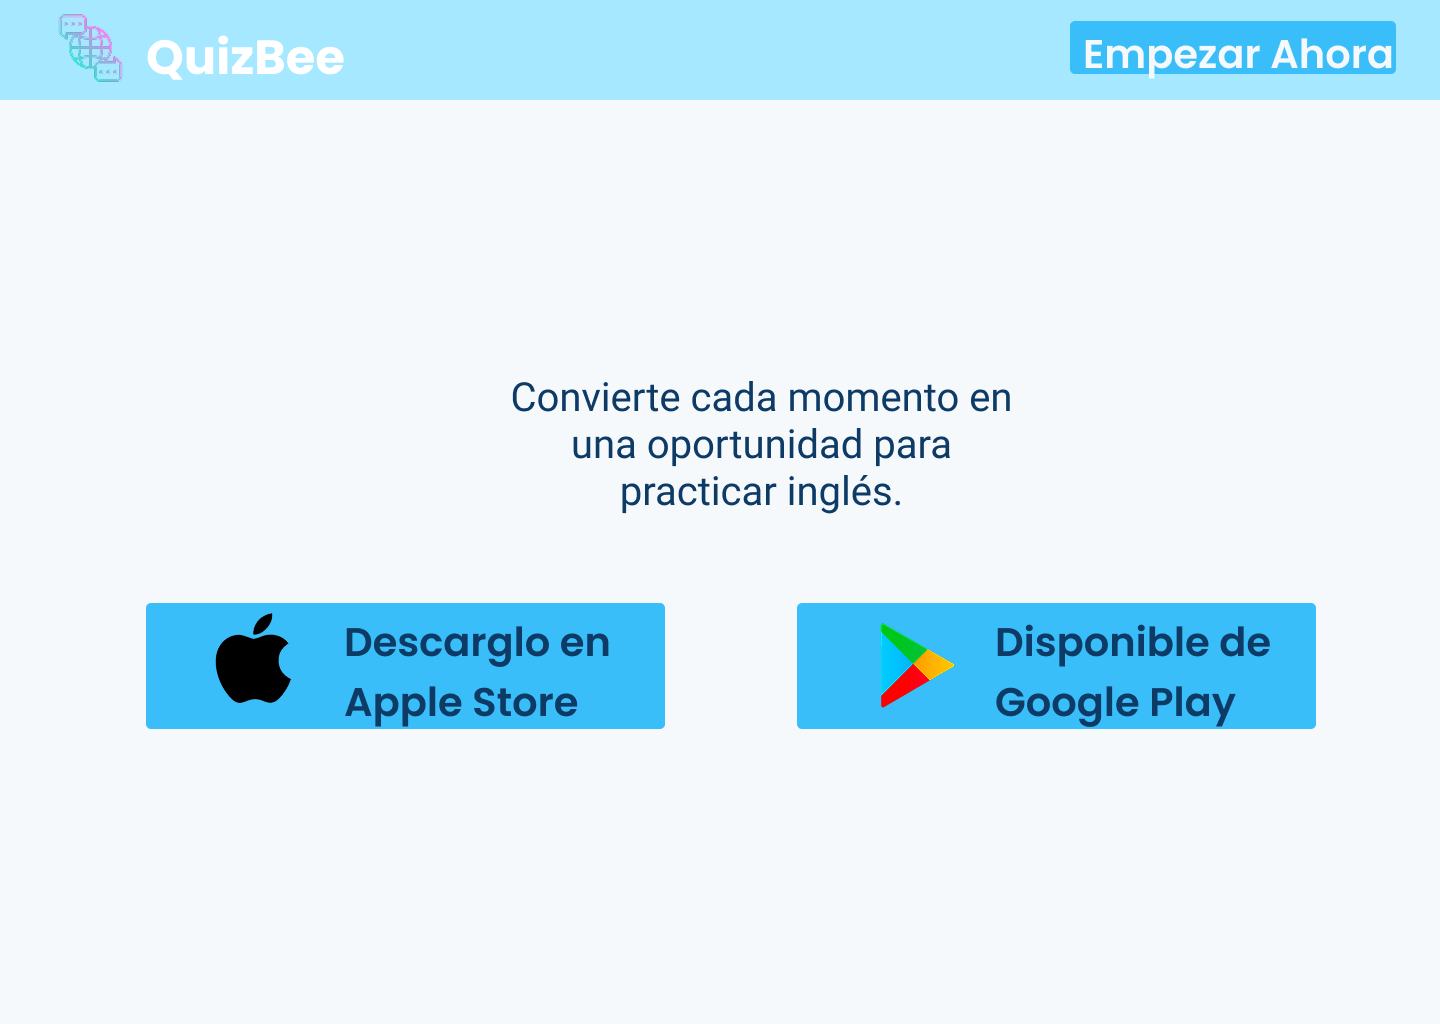 QuizBee
Empezar Ahora
Convierte cada momento en
una oportunidad para
practicar inglés.
Descarglo en
Apple Store
Disponible de
Google Play